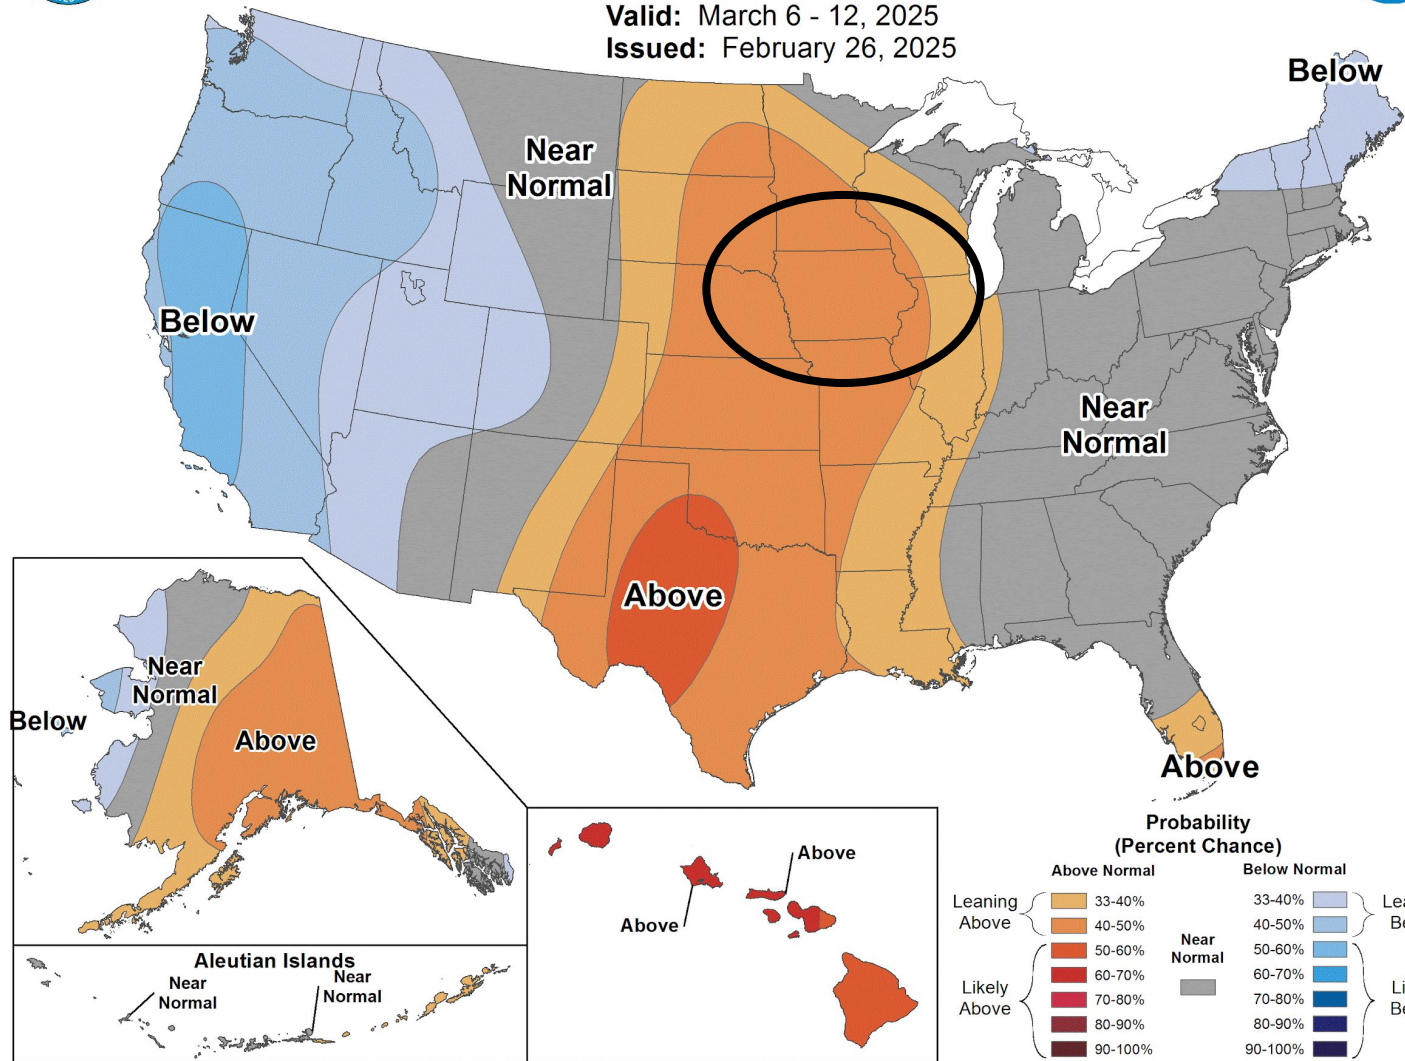 Valid: March 6 - 12, 2025
Issued: February 26, 2025
Below
Near
Normal
Below
Near
Normal
Above
Near
Normal
Below
Above
Above
Above
Above
Aleutian Islands
Near
Normal
Near
Normal
Probability
(Percent Chance)
Above Normal
Below Normal
Leaning
Above
33-40%
40-50%
Likely
Above
50-60%
60-70%
70-80%
80-90%
90-100%
Near
Normal
33-40%
40-50%
50-60%
60-70%
70-80%
80-90%
90-100%